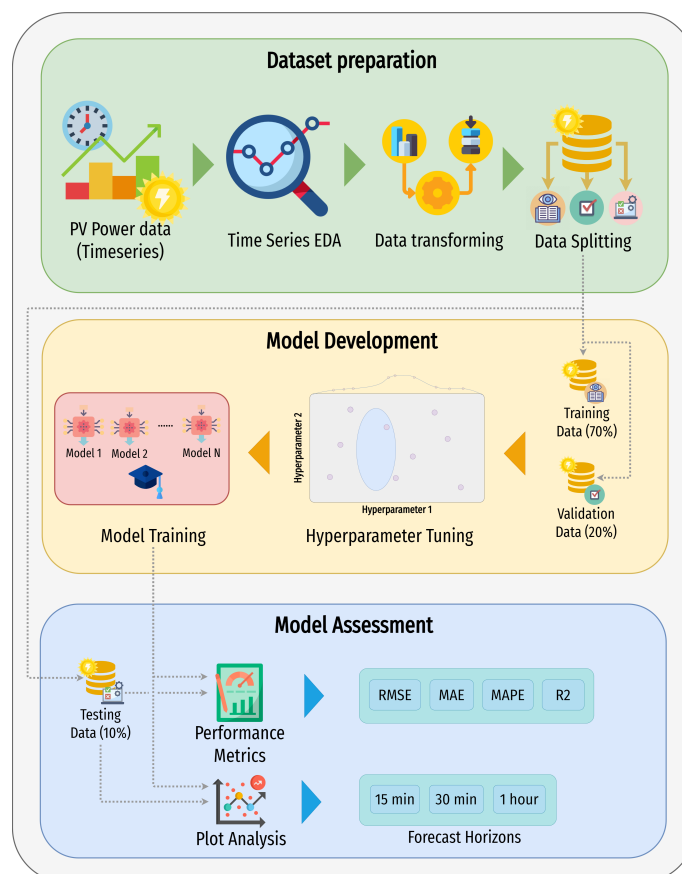 Dataset preparation
PV Power data
(Timeseries)
Time Series EDA
Data transforming
Data Splitting
Model Development
Model 1
Model 2
......
Model N
Model Training
Hyperparameter 2
Hyperparameter 1
Hyperparameter Tuning
Training
Data (70%)
Validation
Data (20%)
Model Assessment
Testing
Data (10%)
Performance
Metrics
RMSE
MAE
MAPE
R2
Plot Analysis
15 min
30 min
1 hour
Forecast Horizons